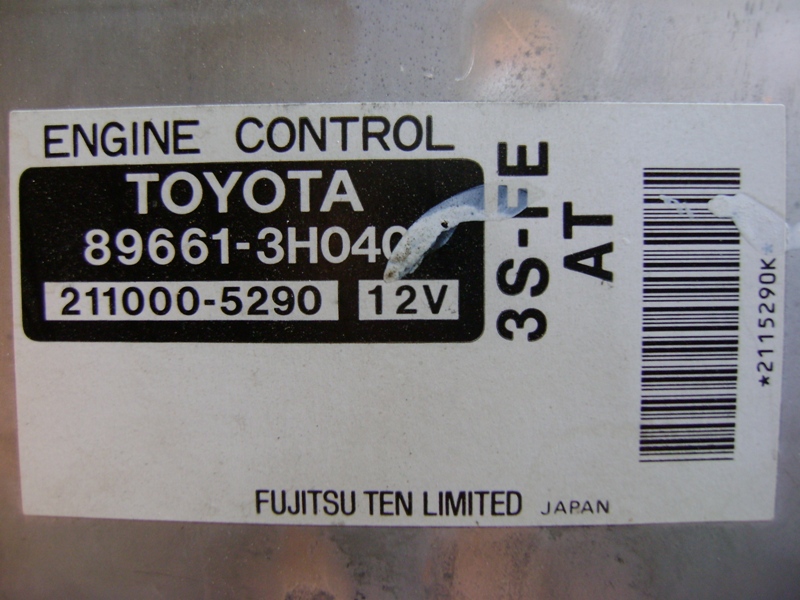 ENGINE CONTROL
TOYOTA
89661-3H040
211000-5290 12V
3S-FE
AT
*2115290K*
FUJITSU TEN LIMITED JAPAN